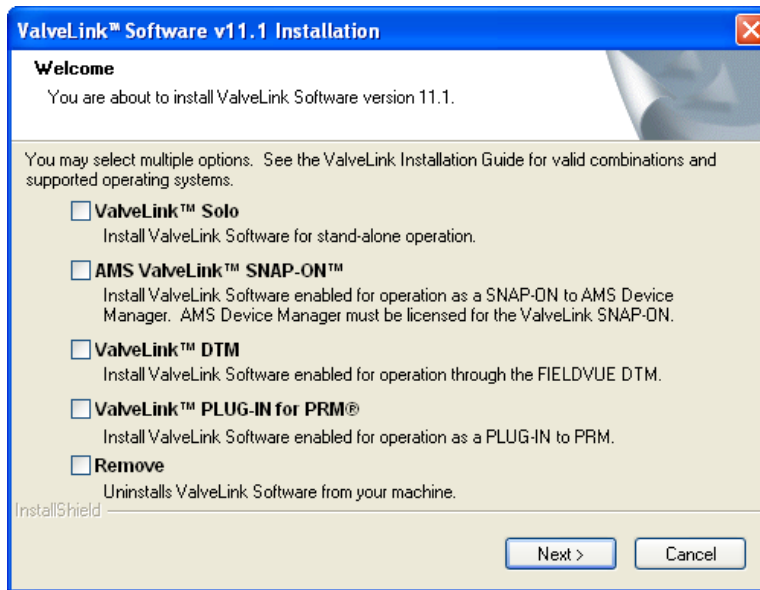 ValveLink™ Software v11.1 Installation
Welcome
You are about to install ValveLink Software version 11.1.
You may select multiple options.  See the ValveLink Installation Guide for valid combinations and
supported operating systems.
ValveLink™ Solo
Install ValveLink Software for stand-alone operation.
AMS ValveLink™ SNAP-ON™
Install ValveLink Software enabled for operation as a SNAP-ON to AMS Device
Manager.  AMS Device Manager must be licensed for the ValveLink SNAP-ON.
ValveLink™ DTM
Install ValveLink Software enabled for operation through the FIELDVUE DTM.
ValveLink™ PLUG-IN for PRM®
Install ValveLink Software enabled for operation as a PLUG-IN to PRM.
Remove
Uninstalls ValveLink Software from your machine.
InstallShield
Next >
Cancel